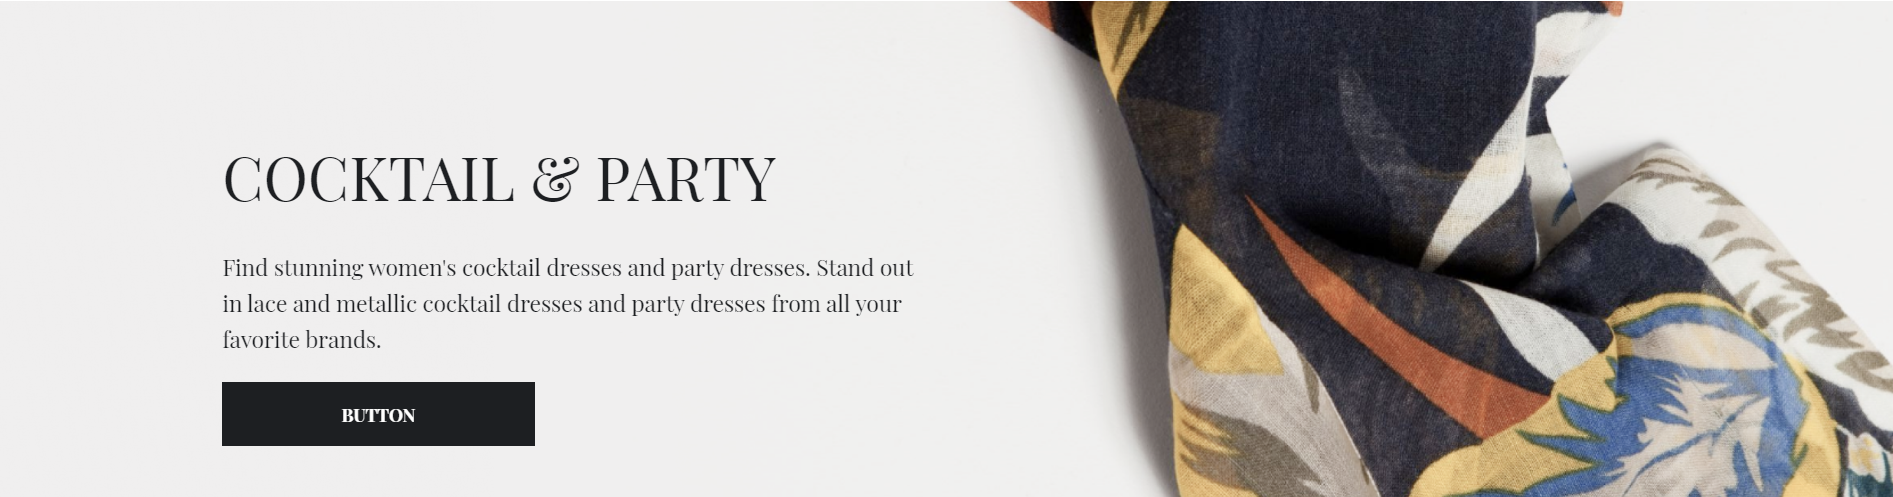 COCKTAIL & PARTY
Find stunning women's cocktail dresses and party dresses. Stand out
in lace and metallic cocktail dresses and party dresses from all your
favorite brands.
BUTTON